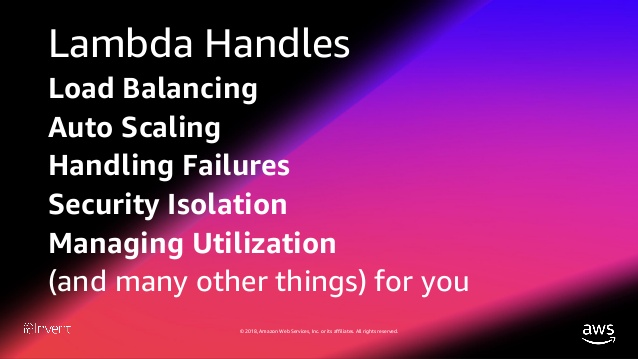 Lambda Handles
Load Balancing
Auto Scaling
Handling Failures
Security Isolation
Managing Utilization
(and many other things) for you
re:Invent
© 2018, Amazon Web Services, Inc. or its affiliates. All rights reserved.
aws